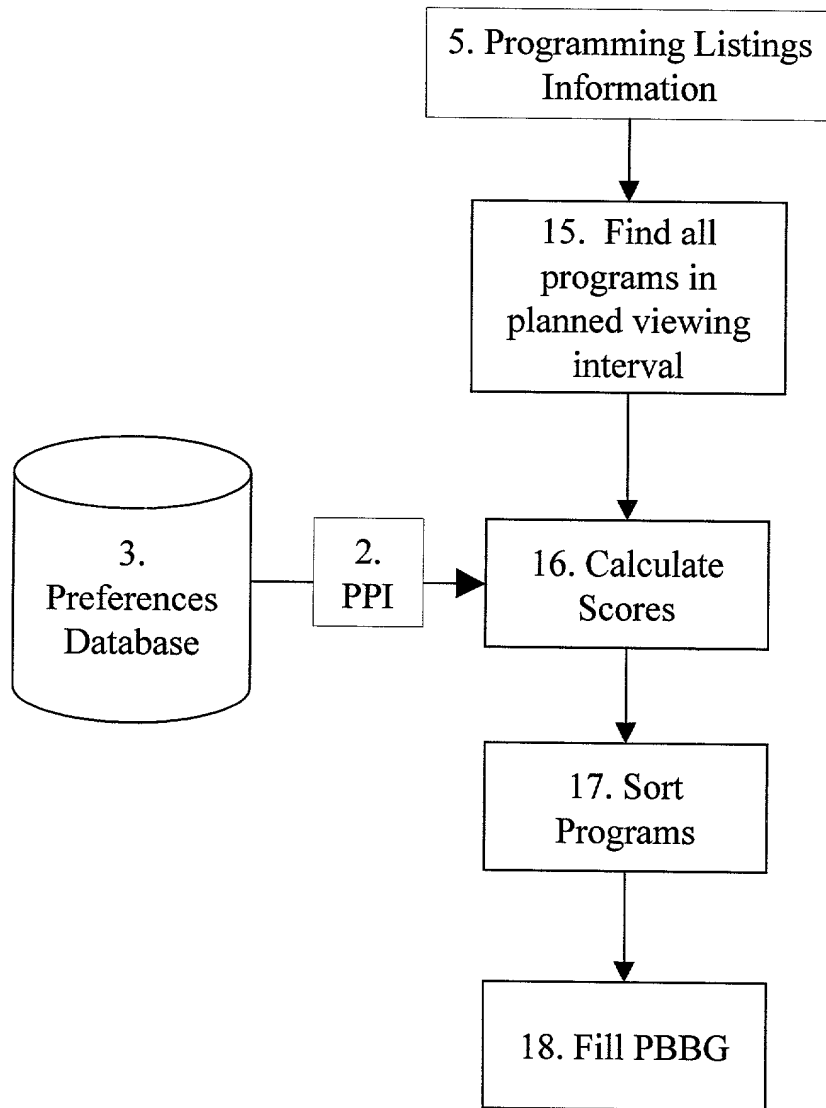 5. Programming Listings
Information
15. Find all
programs in
planned viewing
interval
3.
Preferences
Database
2.
PPI
16. Calculate
Scores
17. Sort
Programs
18. Fill PBBG